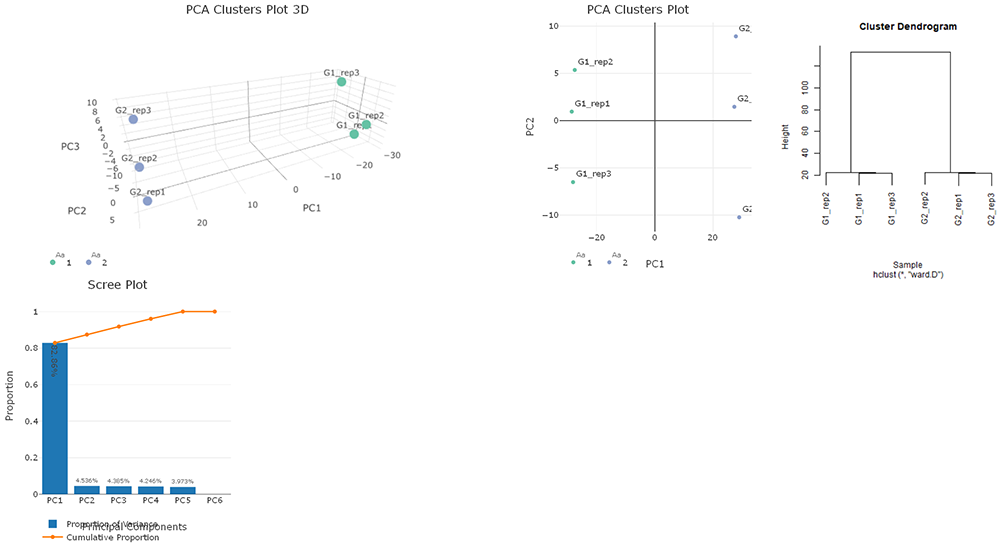 PCA Clusters Plot 3D
G1_rep3
G1_rep2
G2_rep3
G2_rep2
G2_rep1
10
8
6
4
2
0
−2
−4
−6
−10
−5
0
5
PC3
PC2
20
10
0
−10
−20
−30
PC1
Aa 1 Aa 2
PCA Clusters Plot
10
5
0
−5
−10
PC2
G1_rep2
G1_rep1
G1_rep3
G2_
G2_
G2
−20 0 20
PC1
Aa 1 Aa 2
Cluster Dendrogram
Height
20 40 60 80 100
G1_rep2
G1_rep1
G1_rep3
G2_rep2
G2_rep1
G2_rep3
Sample
hclust (*, "ward.D")
Scree Plot
1
0.8
0.6
0.4
0.2
0
Proportion
82.86%
4.536% 4.385% 4.246% 3.973%
PC1 PC2 PC3 PC4 PC5 PC6
Principal Components
Proportion of Variance
Cumulative Proportion